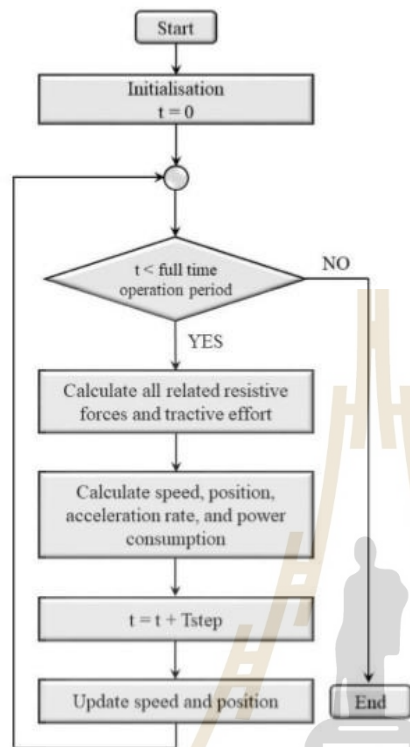 Start
Initialisation
t = 0
t < full time
operation period
NO
YES
Calculate all related resistive
forces and tractive effort
Calculate speed, position,
acceleration rate, and power
consumption
t = t + Tstep
Update speed and position
End